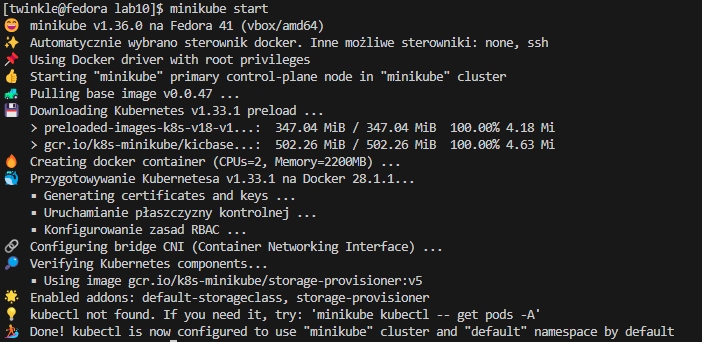 [twinkle@fedora lab10]$ minikube start
😄 minikube v1.36.0 na Fedora 41 (vbox/amd64)
✨ Automatycznie wybrano sterownik docker. Inne możliwe sterowniki: none, ssh
📌 Using Docker driver with root privileges
👍 Starting "minikube" primary control-plane node in "minikube" cluster
🚜 Pulling base image v0.0.47 ...
💾 Downloading Kubernetes v1.33.1 preload ...
> preloaded-images-k8s-v18-v1...: 347.04 MiB / 347.04 MiB 100.00% 4.18 Mi
> gcr.io/k8s-minikube/kicbase...: 502.26 MiB / 502.26 MiB 100.00% 4.63 Mi
🔥 Creating docker container (CPUs=2, Memory=2200MB) ...
🐳 Przygotowywanie Kubernetesa v1.33.1 na Docker 28.1.1...
▪ Generating certificates and keys ...
▪ Uruchamianie płaszczyzny kontrolnej ...
▪ Konfigurowanie zasad RBAC ...
🔗 Configuring bridge CNI (Container Networking Interface) ...
🔎 Verifying Kubernetes components...
▪ Using image gcr.io/k8s-minikube/storage-provisioner:v5
🌟 Enabled addons: default-storageclass, storage-provisioner
💡 kubectl not found. If you need it, try: 'minikube kubectl -- get pods -A'
🏄 Done! kubectl is now configured to use "minikube" cluster and "default" namespace by default